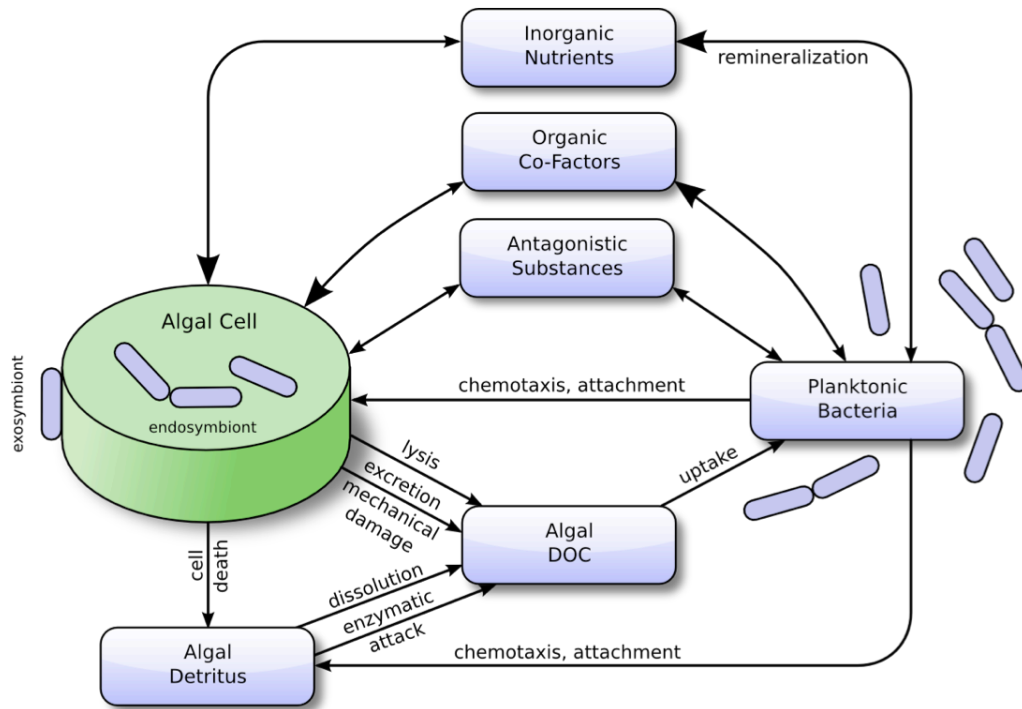 Inorganic
Nutrients
remineralization
Organic
Co-Factors
Antagonistic
Substances
Algal Cell
exosymbiont
endosymbiont
chemotaxis, attachment
Planktonic
Bacteria
lysis
excretion
mechanical
damage
uptake
Algal
DOC
cell
death
dissolution
enzymatic
attack
Algal
Detritus
chemotaxis, attachment